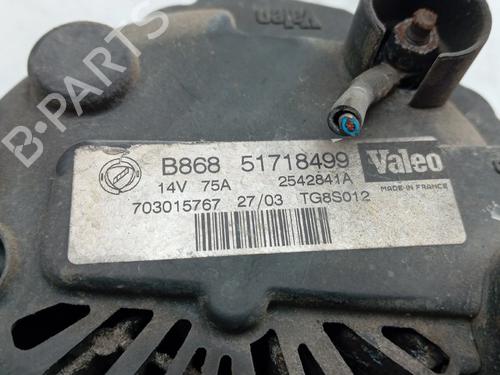 Valeo
B868 51718499 Valeo
14V 75A 2542841A MADE IN FRANCE
703015767 27/03 TG8S012
B-Parts